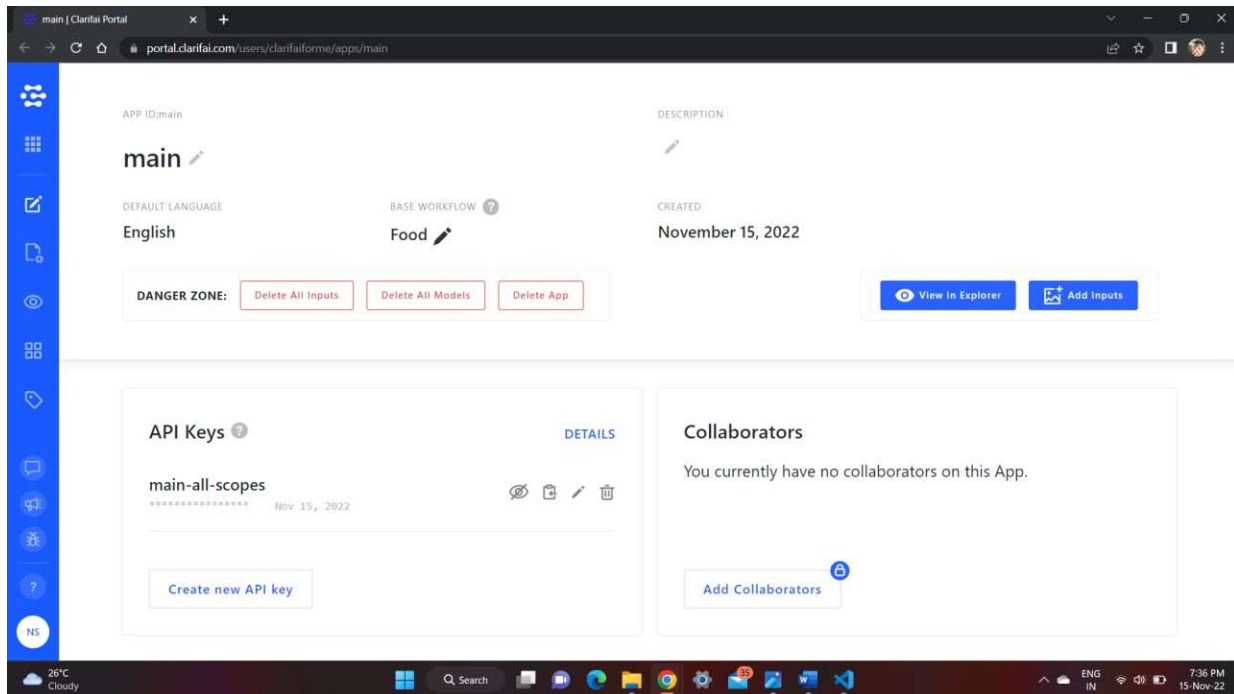 main | Clarifai Portal
portal.clarifai.com/users/clarifaiforme/apps/main
APP ID:main
DESCRIPTION
main
DEFAULT LANGUAGE
BASE WORKFLOW ?
CREATED
English
Food
November 15, 2022
DANGER ZONE:
Delete All Inputs
Delete All Models
Delete App
View In Explorer
Add Inputs
API Keys ?
DETAILS
Collaborators
You currently have no collaborators on this App.
main-all-scopes
**************** Nov 15, 2022
Create new API key
Add Collaborators
?
NS
26°C
Cloudy
Search
35
ENG
IN
7:36 PM
15-Nov-22